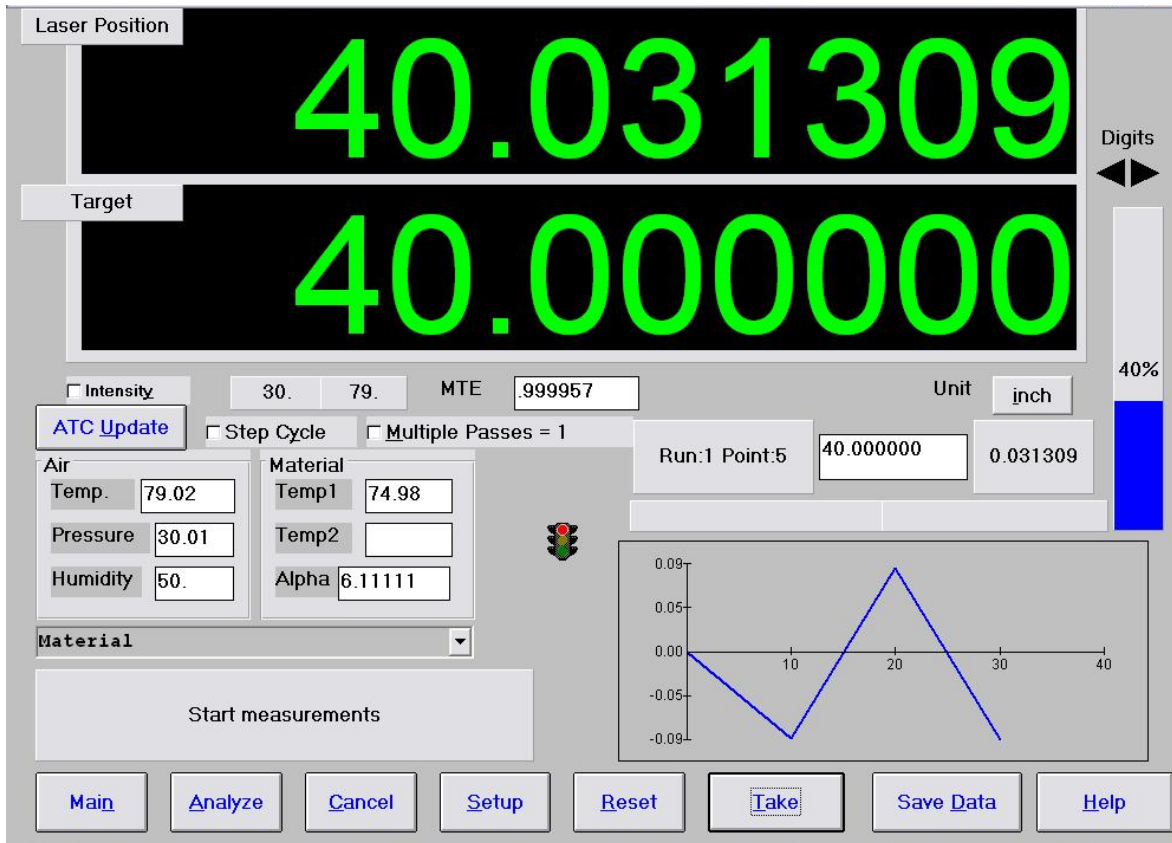 Laser Position
40.031309
Digits
Target
40.000000
40%
Intensity
30.
79.
MTE
.999957
Unit
inch
ATC Update
Step Cycle
Multiple Passes = 1
Run:1 Point:5
40.000000
0.031309
Air
Temp.
79.02
Pressure
30.01
Humidity
50.
Material
Temp1
74.98
Temp2
Alpha
6.11111
Material
Start measurements
0.09
0.05
0.00
-0.05
-0.09
10
20
30
40
Main
Analyze
Cancel
Setup
Reset
Take
Save Data
Help